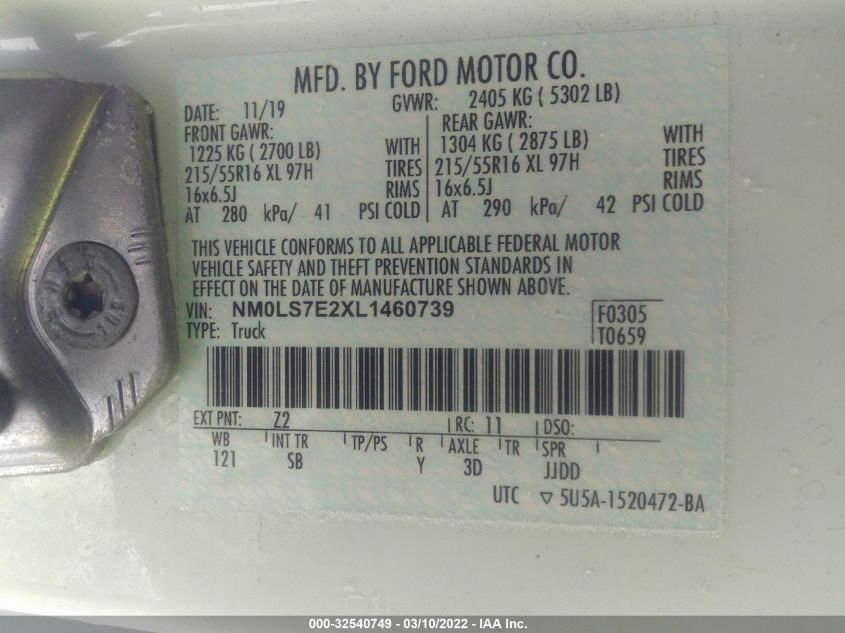 MFD. BY FORD MOTOR CO.
DATE: 11/19 GVWR: 2405 KG ( 5302 LB)
FRONT GAWR: REAR GAWR:
1225 KG ( 2700 LB) WITH 1304 KG ( 2875 LB) WITH
215/55R16 XL 97H TIRES 215/55R16 XL 97H TIRES
16x6.5J RIMS 16x6.5J RIMS
AT 280 kPa/ 41 PSI COLD AT 290 kPa/ 42 PSI COLD
THIS VEHICLE CONFORMS TO ALL APPLICABLE FEDERAL MOTOR
VEHICLE SAFETY AND THEFT PREVENTION STANDARDS IN
EFFECT ON THE DATE OF MANUFACTURE SHOWN ABOVE.
VIN: NM0LS7E2XL1460739 F0305
TYPE: Truck T0659
EXT PNT: Z2 RC: 11 DSO:
WB INT TR TP/PS R AXLE TR SPR
121 SB Y 3D JJDD
UTC ▽ 5U5A-1520472-BA
000-32540749 - 03/10/2022 - IAA Inc.